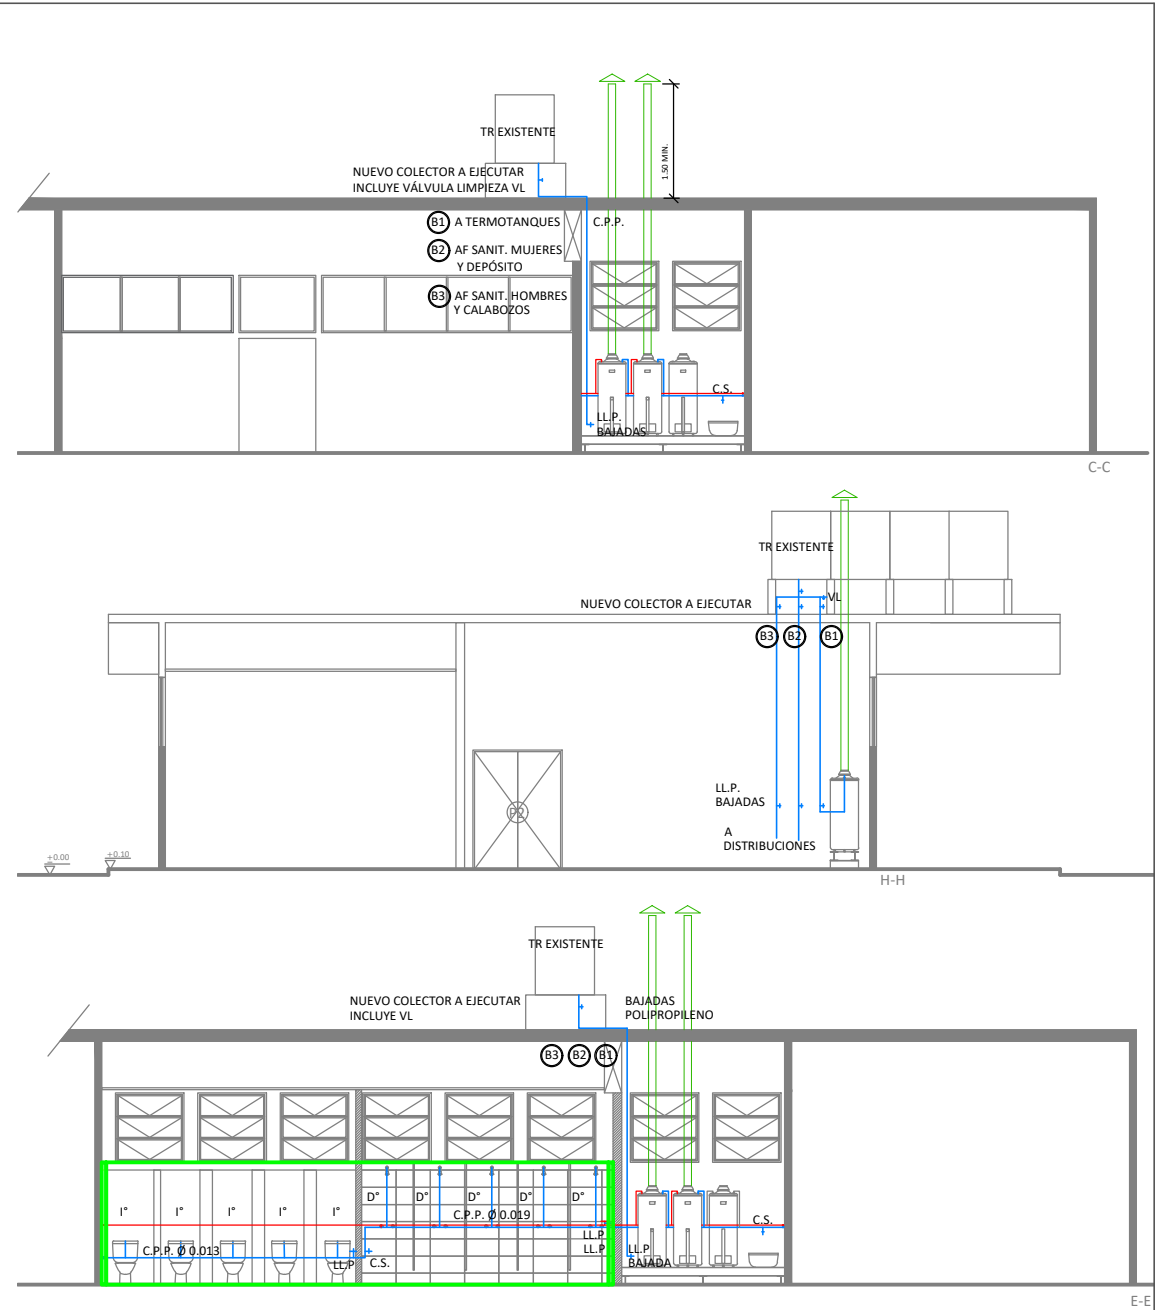 TR EXISTENTE
1.50 MIN.
NUEVO COLECTOR A EJECUTAR
INCLUYE VÁLVULA LIMPIEZA VL
B1 A TERMOTANQUES
C.P.P.
B2 AF SANIT. MUJERES
Y DEPÓSITO
B3 AF SANIT. HOMBRES
Y CALABOZOS
C.S.
LL.P.
BAJADAS
C-C
TR EXISTENTE
VL
NUEVO COLECTOR A EJECUTAR
B3 B2 B1
LL.P.
BAJADAS
P2
A
DISTRIBUCIONES
+0.00
+0.10
H-H
TR EXISTENTE
NUEVO COLECTOR A EJECUTAR
INCLUYE VL
BAJADAS
POLIPROPILENO
B3 B2 B1
D° D° D° D° D°
I° I° I° I° I°
C.P.P. Ø 0.019
C.S.
LL.P
C.P.P. Ø 0.013
LL.P
LL.P
BAJADA
LL.P
C.S.
E-E